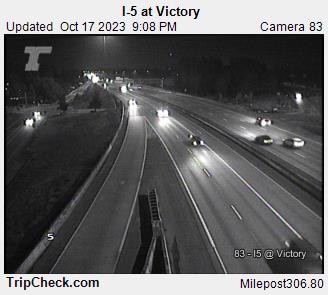 I-5 at Victory
Updated Oct 17 2023 9:08 PM Camera 83
T
5
83 - I5 @ Victory
TripCheck.com Milepost306.80